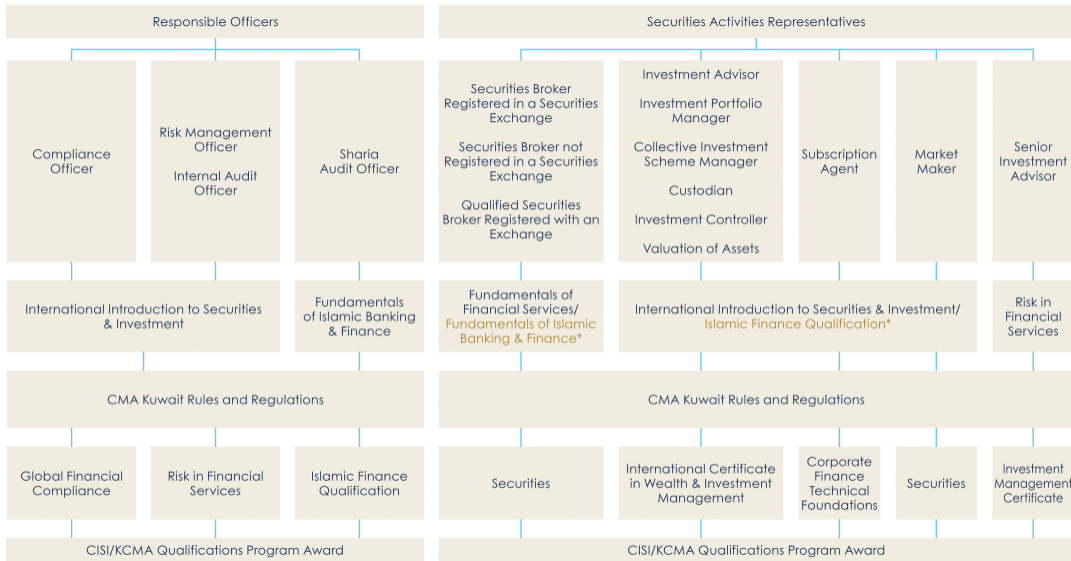 Responsible Officers
Securities Activities Representatives
Compliance
Officer
Risk Management
Officer
Internal Audit
Officer
Sharia
Audit Officer
Securities Broker
Registered in a Securities
Exchange
Securities Broker not
Registered in a Securities
Exchange
Qualified Securities
Broker Registered with an
Exchange
Investment Advisor
Investment Portfolio
Manager
Collective Investment
Scheme Manager
Custodian
Investment Controller
Valuation of Assets
Subscription
Agent
Market
Maker
Senior
Investment
Advisor
International Introduction to Securities
& Investment
Fundamentals
of Islamic Banking
& Finance
Fundamentals of
Financial Services/
Fundamentals of Islamic
Banking & Finance*
International Introduction to Securities & Investment/
Islamic Finance Qualification*
Risk in
Financial
Services
CMA Kuwait Rules and Regulations
CMA Kuwait Rules and Regulations
Global Financial
Compliance
Risk in Financial
Services
Islamic Finance
Qualification
Securities
International Certificate
in Wealth & Investment
Management
Corporate
Finance
Technical
Foundations
Securities
Investment
Management
Certificate
CISI/KCMA Qualifications Program Award
CISI/KCMA Qualifications Program Award